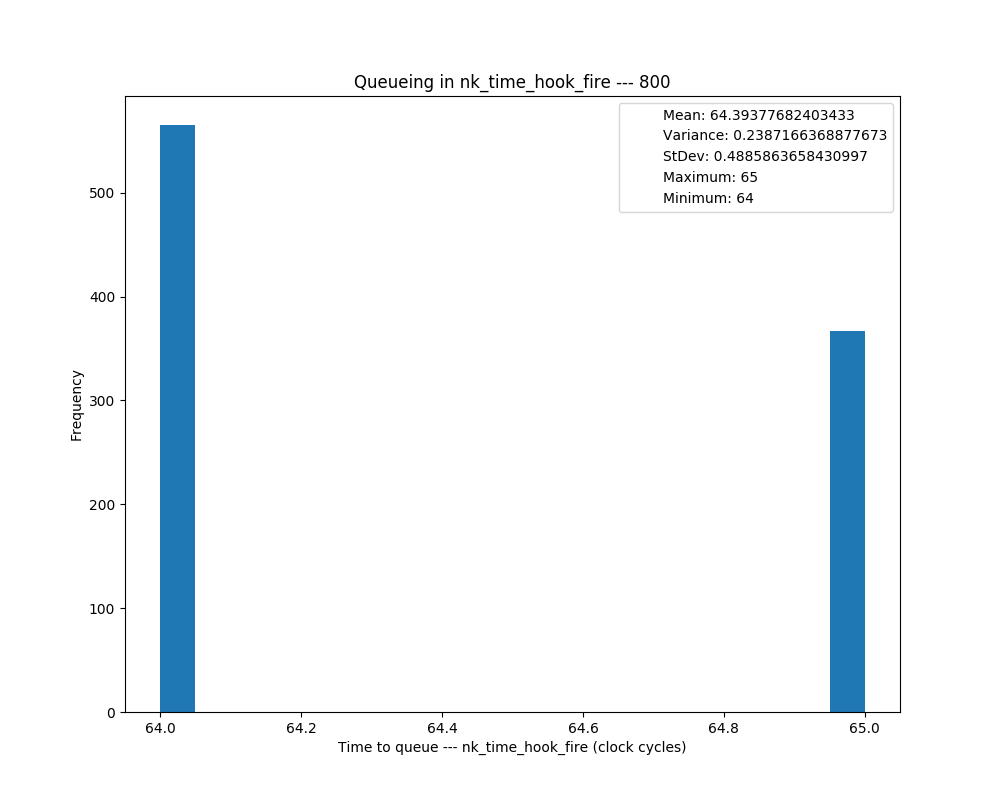 Queueing in nk_time_hook_fire --- 800
Mean: 64.39377682403433
Variance: 0.2387166368877673
StDev: 0.4885863658430997
Maximum: 65
Minimum: 64
500
400
300
200
100
0
Frequency
64.0 64.2 64.4 64.6 64.8 65.0
Time to queue --- nk_time_hook_fire (clock cycles)